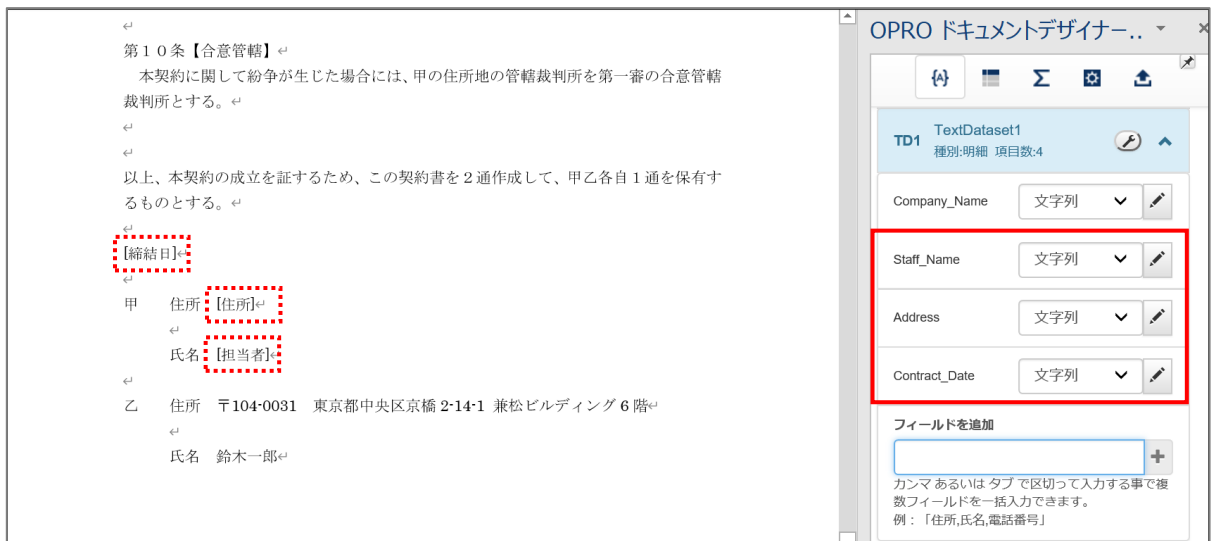 第１０条【合意管轄】
本契約に関して紛争が生じた場合には、甲の住所地の管轄裁判所を第一審の合意管轄
裁判所とする。
以上、本契約の成立を証するため、この契約書を２通作成して、甲乙各自１通を保有す
るものとする。
[締結日]
甲　　住所　[住所]
氏名　[担当者]
乙　　住所　〒104-0031　東京都中央区京橋 2-14-1 兼松ビルディング 6 階
氏名　鈴木一郎
OPRO ドキュメントデザイナー..
{A}
Σ
TD1 TextDataset1
種別:明細 項目数:4
Company_Name 文字列
Staff_Name 文字列
Address 文字列
Contract_Date 文字列
フィールドを追加
+
カンマ あるいは タブ で区切って入力する事で複
数フィールドを一括入力できます。
例：「住所,氏名,電話番号」